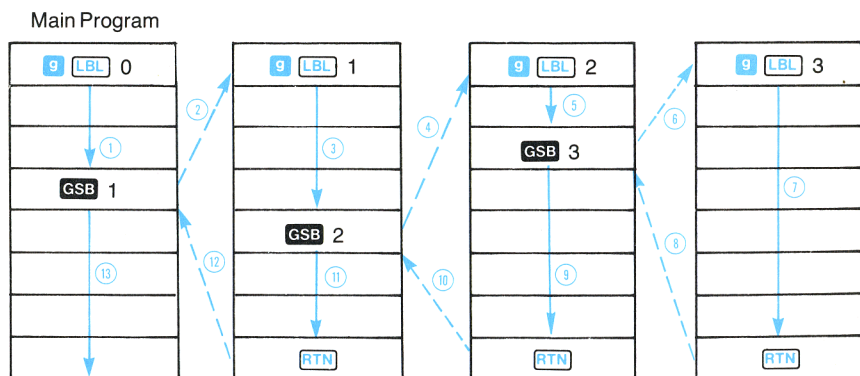 Main Program
g LBL 0
g LBL 1
g LBL 2
g LBL 3
①
②
③
④
⑤
⑥
GSB 1
GSB 2
GSB 3
⑦
⑧
⑨
⑩
⑪
⑫
⑬
RTN
RTN
RTN